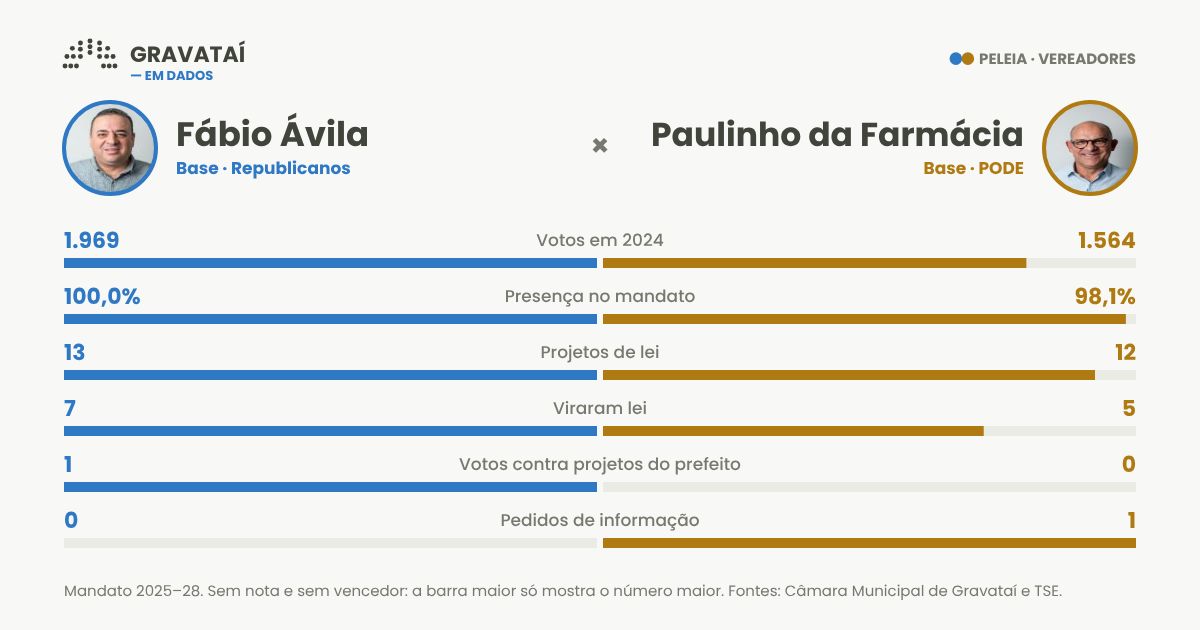 GRAVATAÍ
— EM DADOS
PELEIA · VEREADORES
Fábio Ávila
Base · Republicanos
×
Paulinho da Farmácia
Base · PODE
1.969 Votos em 2024 1.564
100,0% Presença no mandato 98,1%
13 Projetos de lei 12
7 Viraram lei 5
1 Votos contra projetos do prefeito 0
0 Pedidos de informação 1
Mandato 2025–28. Sem nota e sem vencedor: a barra maior só mostra o número maior. Fontes: Câmara Municipal de Gravataí e TSE.